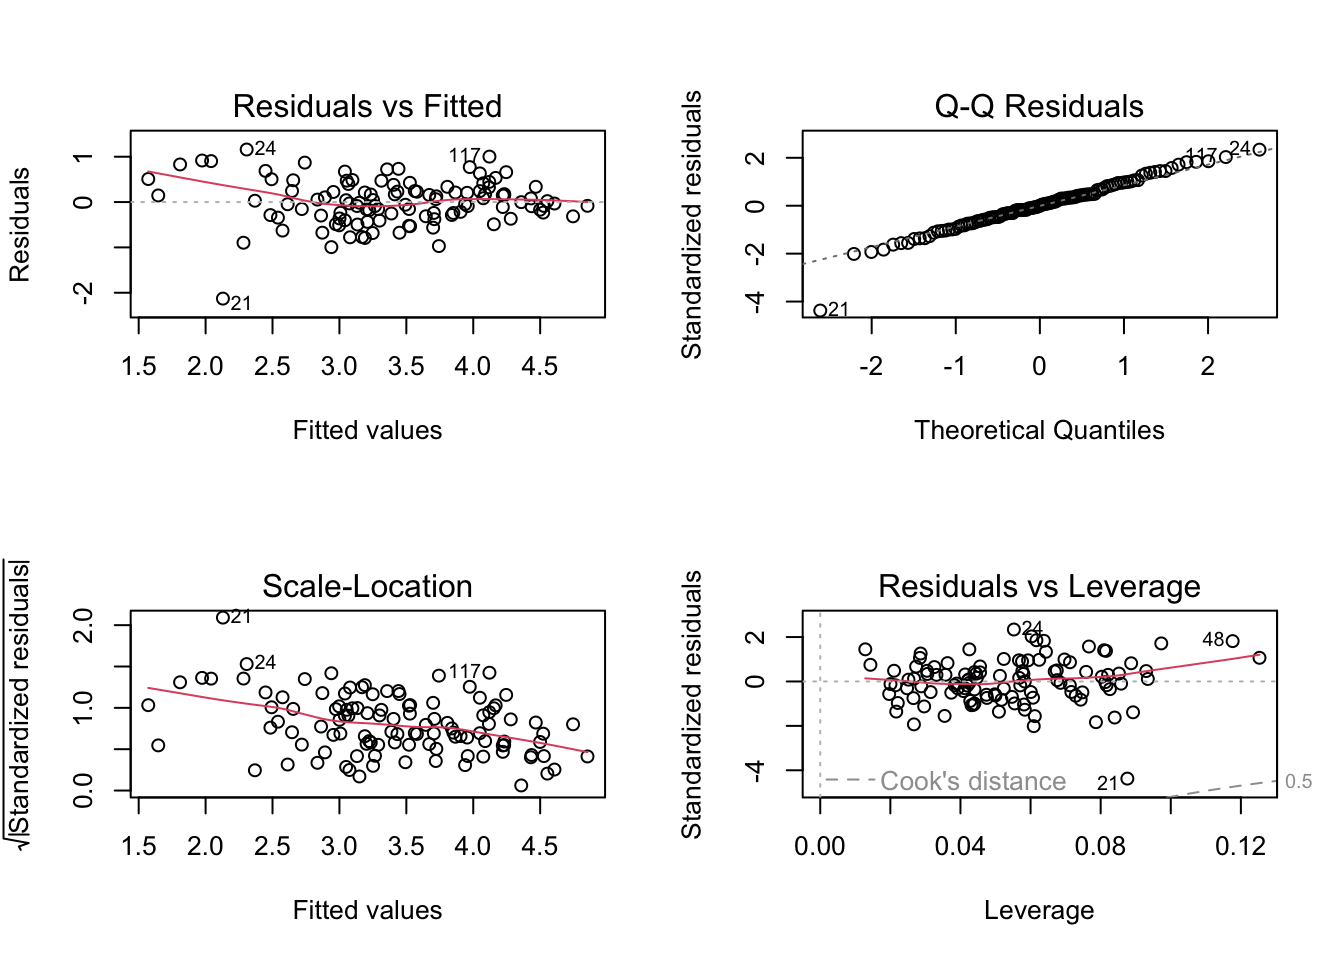 Residuals vs Fitted
Residuals
1
0
-2
24
117
21
1.5 2.0 2.5 3.0 3.5 4.0 4.5
Fitted values
Q-Q Residuals
Standardized residuals
2
0
-2
-4
117
24
21
-2 -1 0 1 2
Theoretical Quantiles
Scale-Location
√|Standardized residuals|
2.0
1.0
0.0
21
24
117
1.5 2.0 2.5 3.0 3.5 4.0 4.5
Fitted values
Residuals vs Leverage
Standardized residuals
2
0
-4
24
48
Cook's distance
21
0.5
0.00 0.04 0.08 0.12
Leverage